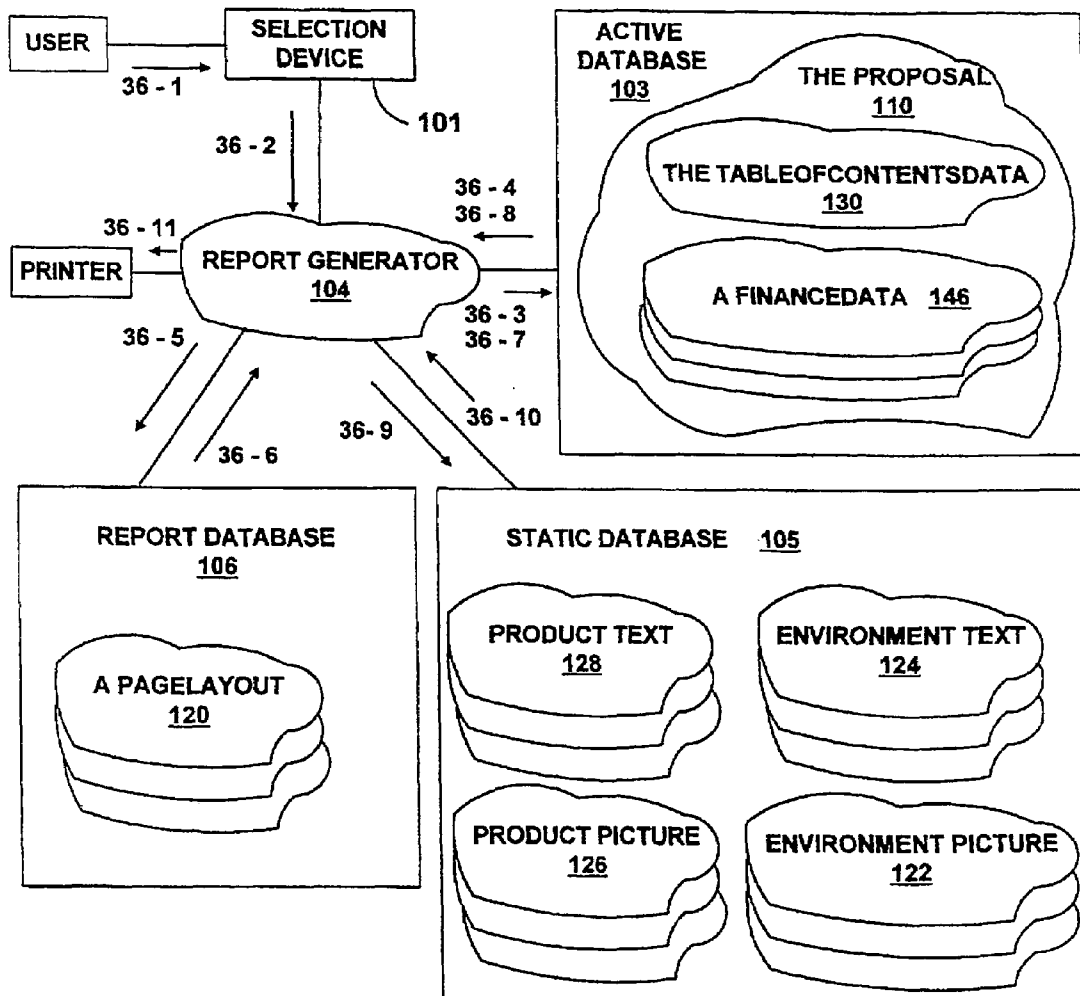 USER
SELECTION
DEVICE
36 - 1
101
36 - 2
ACTIVE
DATABASE
103
THE PROPOSAL
110
THE TABLEOFCONTENTSDATA
130
A FINANCEDATA 146
36 - 4
36 - 8
36 - 11
PRINTER
REPORT GENERATOR
104
36 - 3
36 - 7
36 - 5
36 - 6
36- 9
36 - 10
REPORT DATABASE
106
A PAGELAYOUT
120
STATIC DATABASE 105
PRODUCT TEXT
128
ENVIRONMENT TEXT
124
PRODUCT PICTURE
126
ENVIRONMENT PICTURE
122